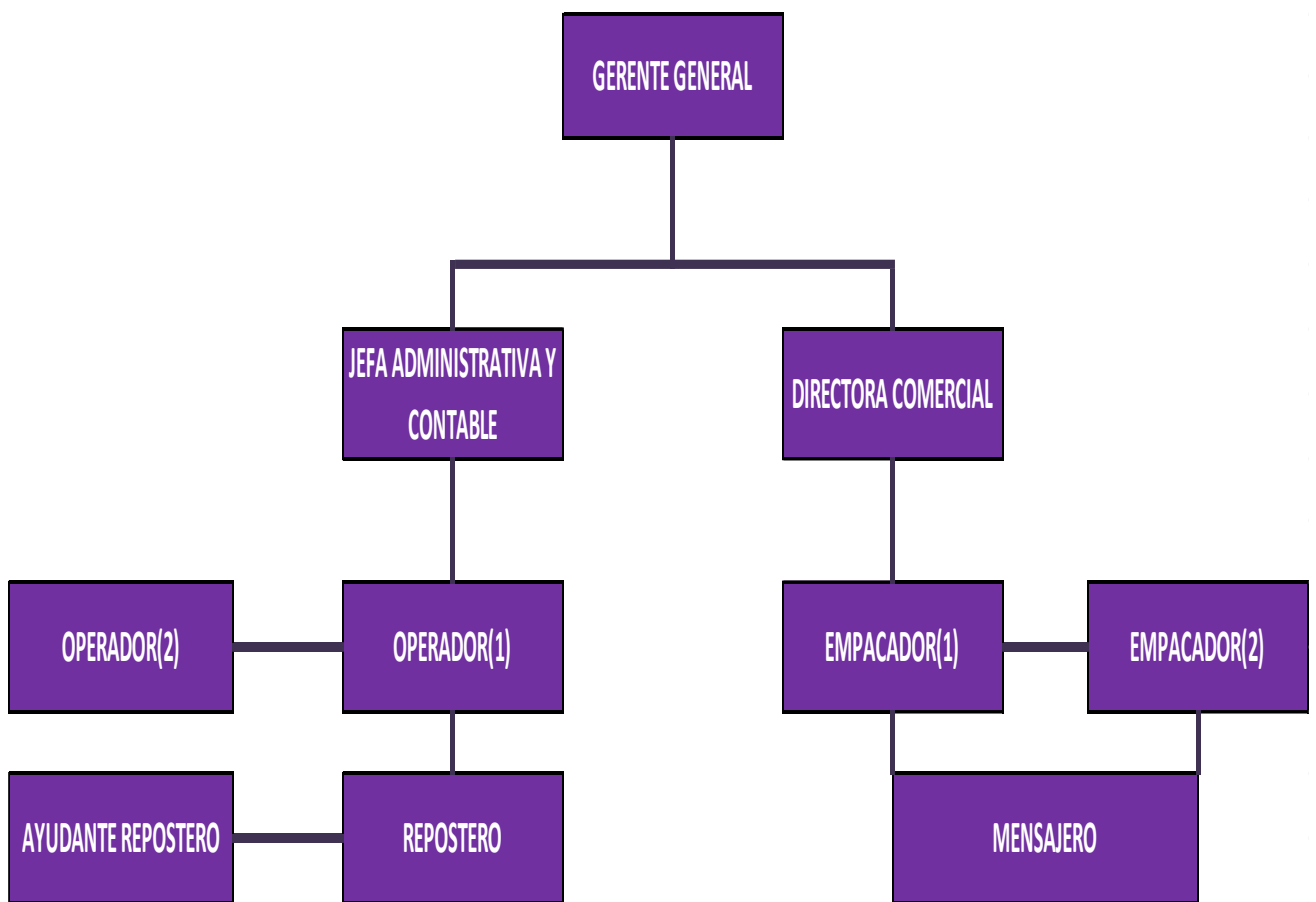 GERENTE GENERAL
JEFA ADMINISTRATIVA Y
CONTABLE
DIRECTORA COMERCIAL
OPERADOR(2)
OPERADOR(1)
EMPACADOR(1)
EMPACADOR(2)
AYUDANTE REPOSTERO
REPOSTERO
MENSAJERO